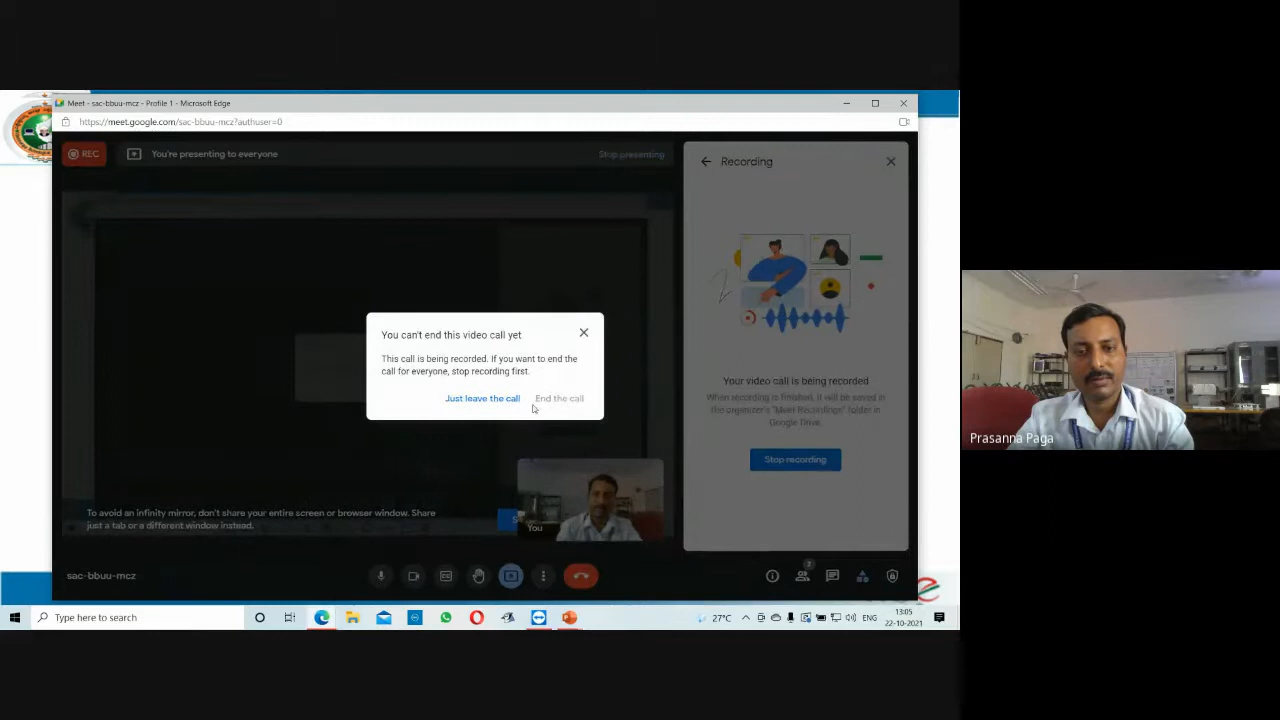 Meet - sac-bbuu-mcz - Profile 1 - Microsoft Edge
https://meet.google.com/sac-bbuu-mcz?authuser=0
REC
You're presenting to everyone
Stop presenting
Recording
You can't end this video call yet
This call is being recorded. If you want to end the
call for everyone, stop recording first.
Just leave the call
End the call
Your video call is being recorded
When recording is finished, it will be saved in
the organizer's "Meet Recordings" folder in
Google Drive.
Stop recording
To avoid an infinity mirror, don't share your entire screen or browser window. Share
just a tab or a different window instead.
S
You
Prasanna Paga
sac-bbuu-mcz
2
Type here to search
27°C
ENG
13:05
22-10-2021